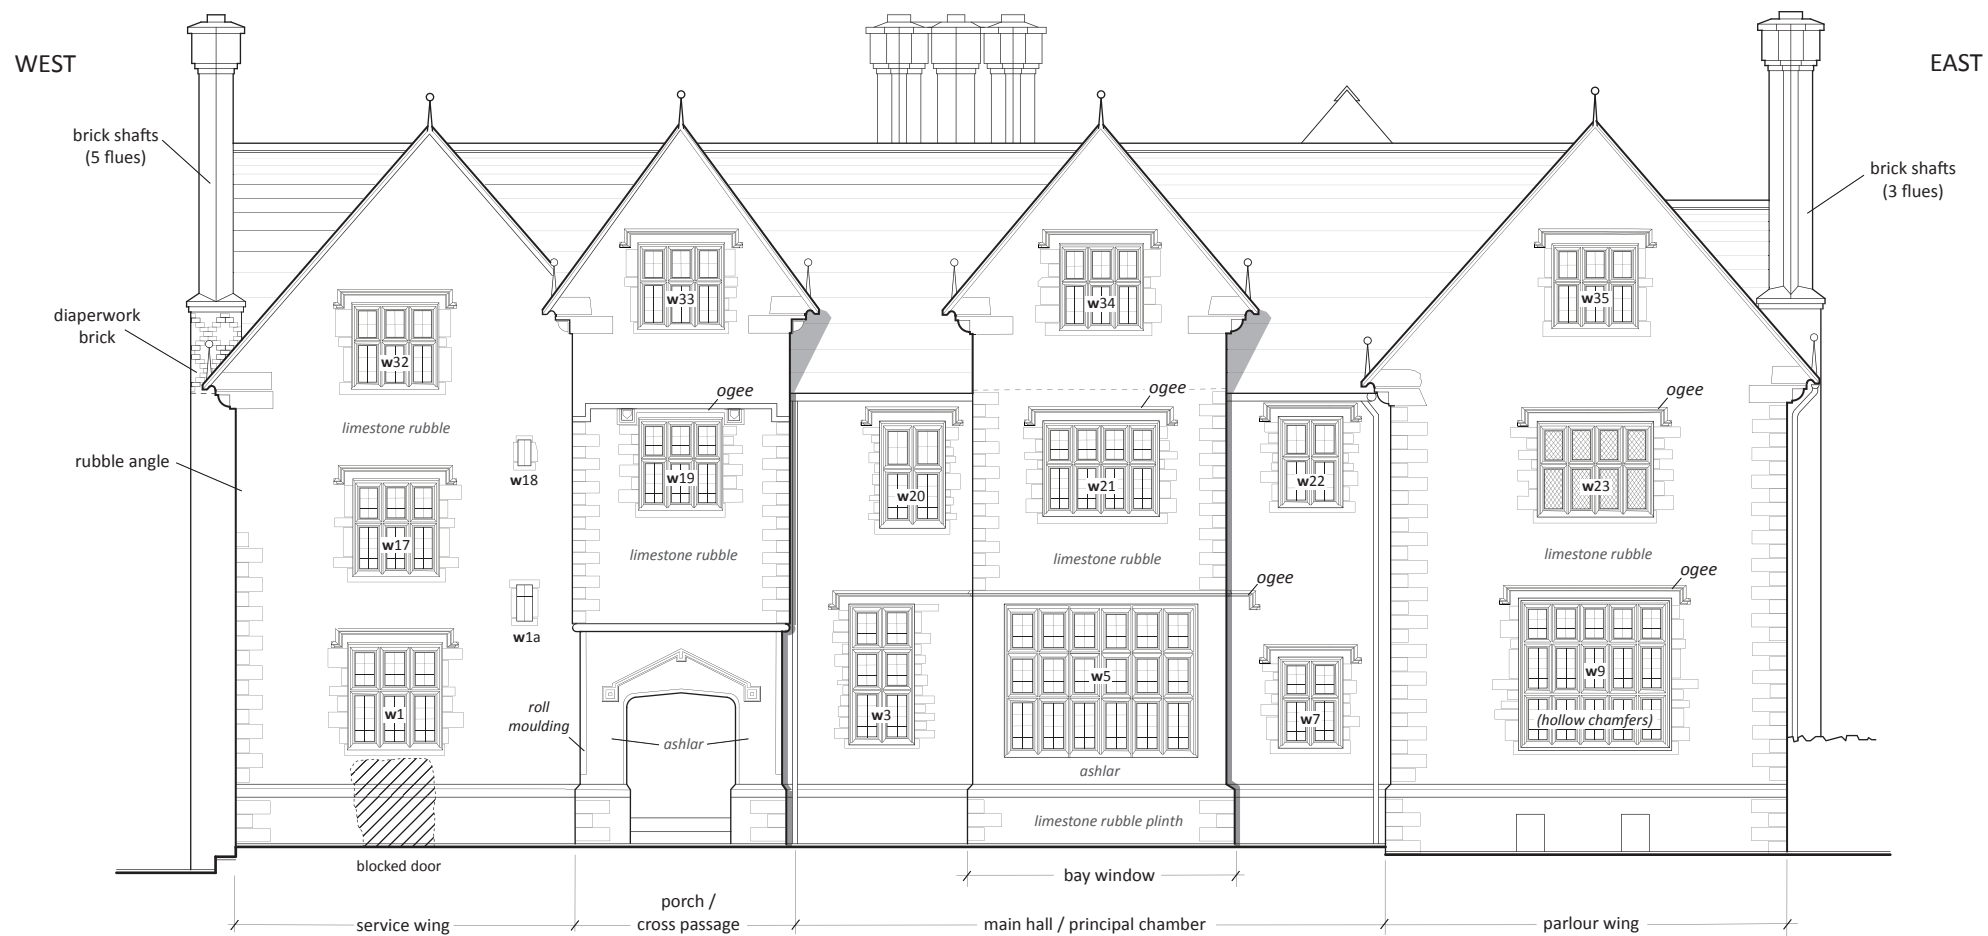 WEST
EAST
brick shafts
(5 flues)
brick shafts
(3 flues)
diaperwork
brick
rubble angle
w33
w34
w35
w32
ogee
ogee
ogee
limestone rubble
w18
w19
w20
w21
w22
w23
w17
limestone rubble
limestone rubble
limestone rubble
ogee
ogee
w1a
w5
w9
roll
moulding
w1
w3
w7
(hollow chamfers)
ashlar
ashlar
limestone rubble plinth
blocked door
bay window
service wing
porch /
cross passage
main hall / principal chamber
parlour wing